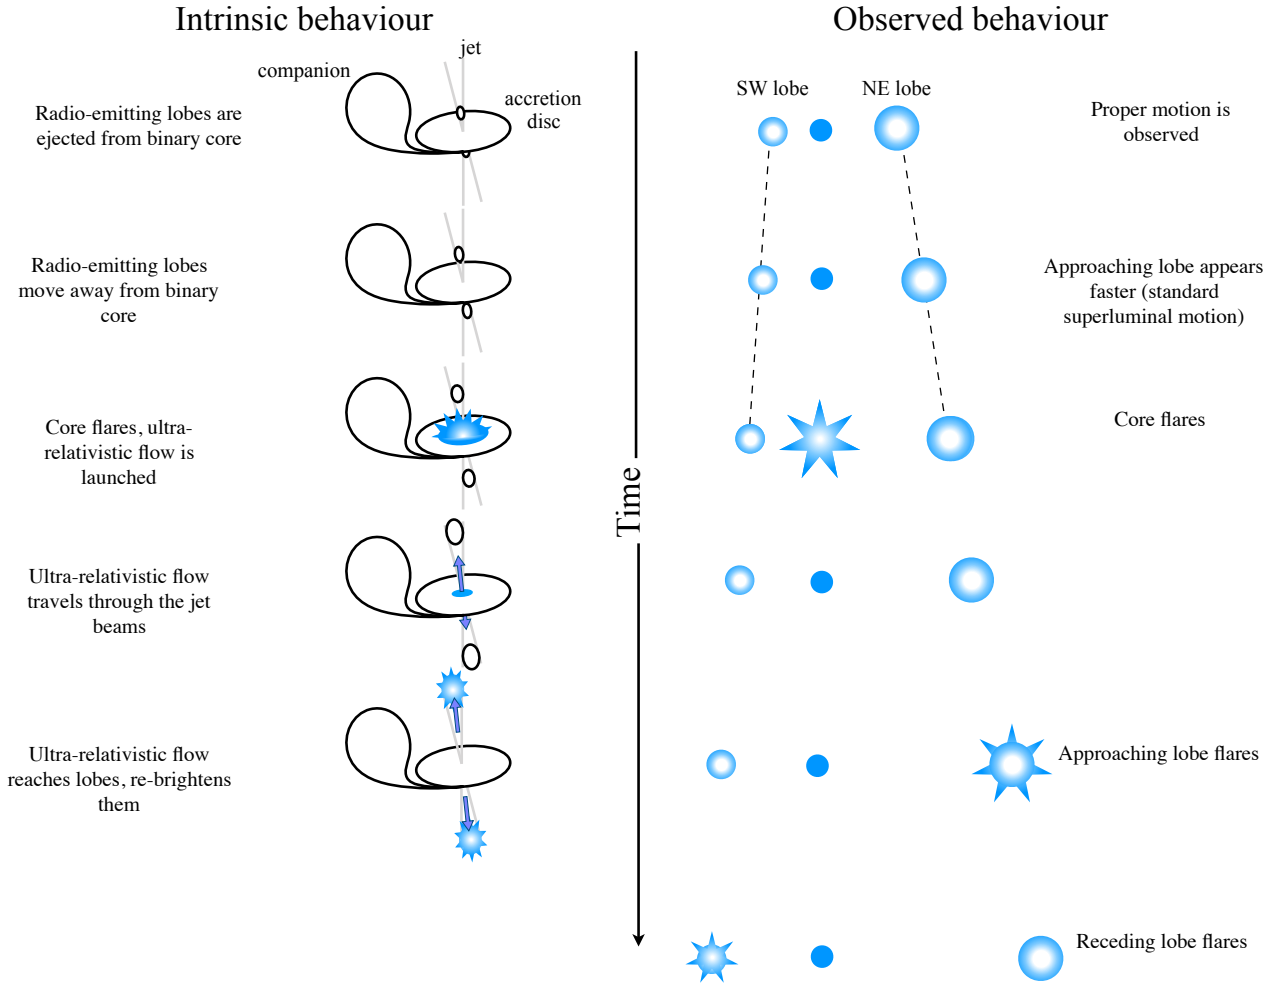 Intrinsic behaviour
Observed behaviour
jet
companion
accretion
disc
Radio-emitting lobes are
ejected from binary core
SW lobe
NE lobe
Proper motion is
observed
Radio-emitting lobes
move away from binary
core
Approaching lobe appears
faster (standard
superluminal motion)
Core flares, ultra-
relativistic flow is
launched
Core flares
Time
Ultra-relativistic flow
travels through the jet
beams
Ultra-relativistic flow
reaches lobes, re-brightens
them
Approaching lobe flares
Receding lobe flares